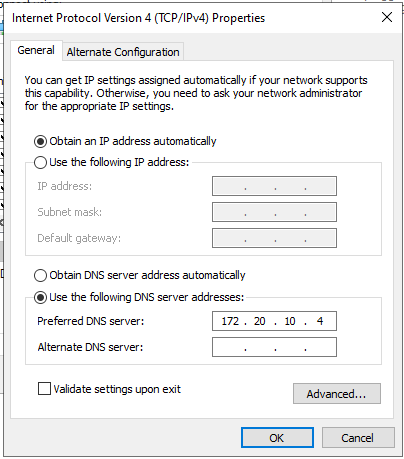 Internet Protocol Version 4 (TCP/IPv4) Properties
General
Alternate Configuration
You can get IP settings assigned automatically if your network supports
this capability. Otherwise, you need to ask your network administrator
for the appropriate IP settings.
Obtain an IP address automatically
Use the following IP address:
IP address: . . .
Subnet mask: . . .
Default gateway: . . .
Obtain DNS server address automatically
Use the following DNS server addresses:
Preferred DNS server: 172 . 20 . 10 . 4
Alternate DNS server: . . .
Validate settings upon exit
Advanced...
OK
Cancel